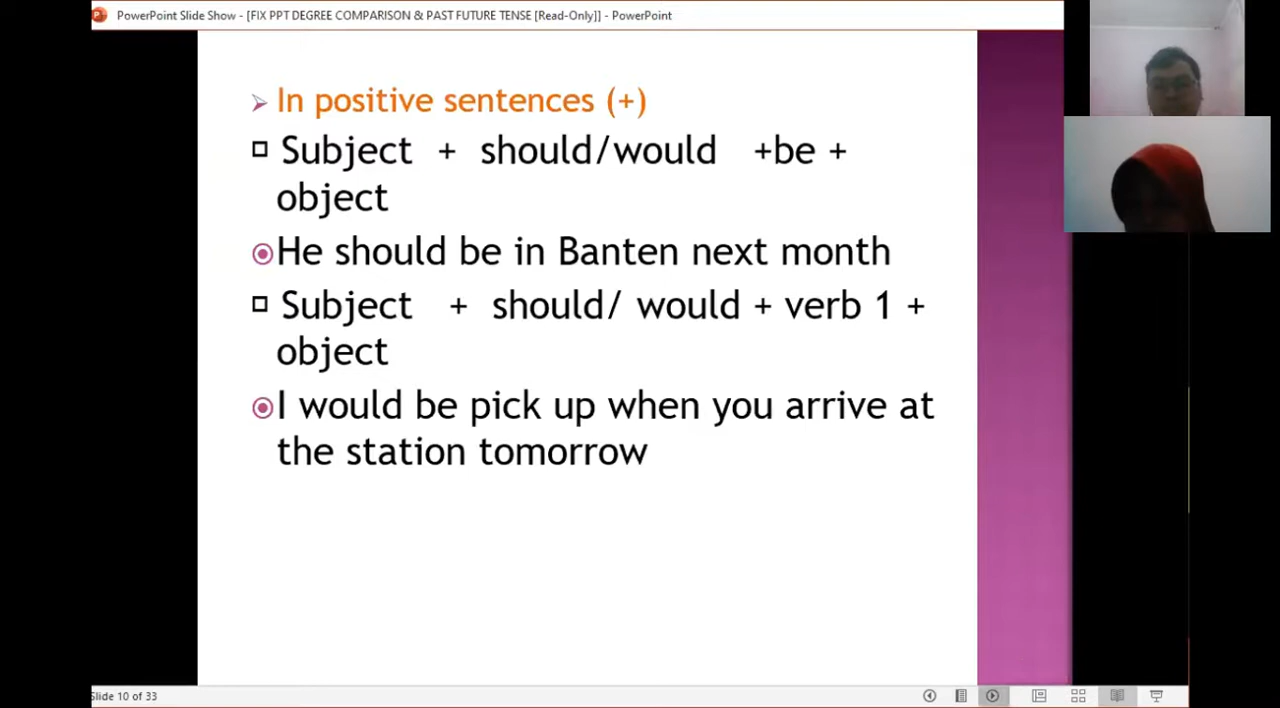 PowerPoint Slide Show - [FIX PPT DEGREE COMPARISON & PAST FUTURE TENSE [Read-Only]] - PowerPoint
In positive sentences (+)
Subject + should/would +be +
object
He should be in Banten next month
Subject + should/ would + verb 1 +
object
I would be pick up when you arrive at
the station tomorrow
Slide 10 of 33